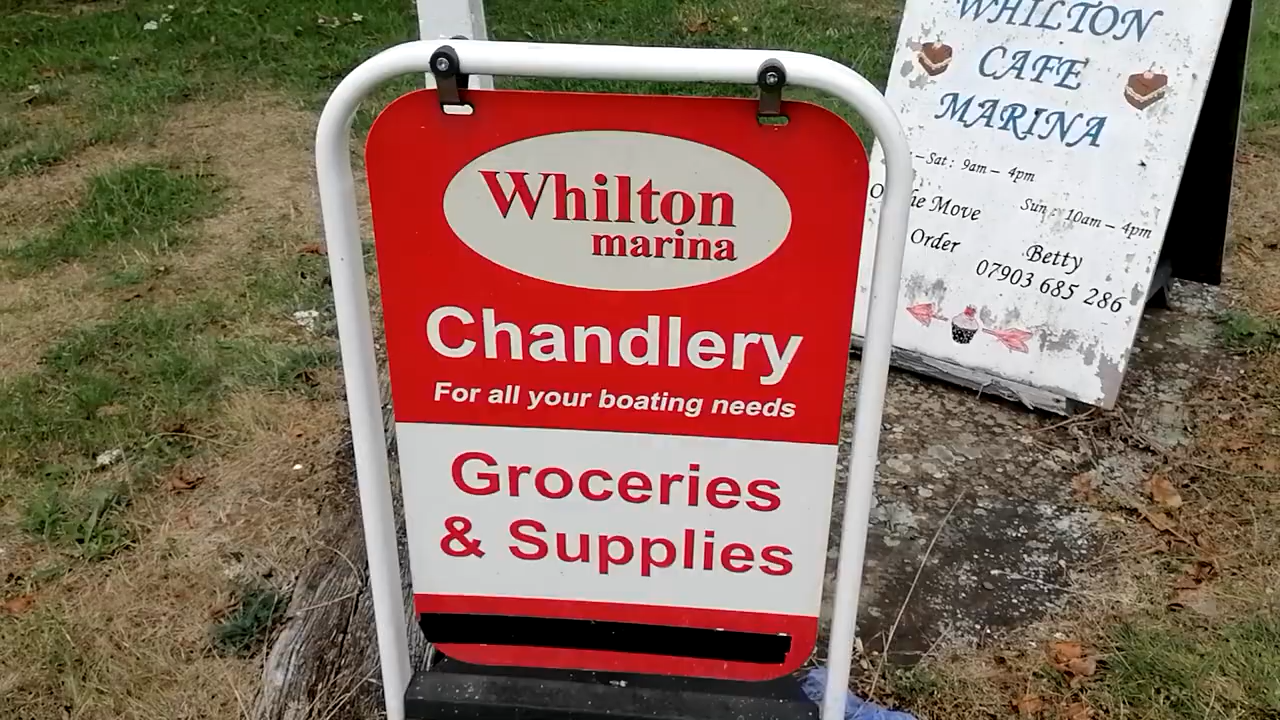 Whilton
marina
Chandlery
For all your boating needs
Groceries
& Supplies
WHILTON
CAFE
MARINA
– Sat : 9am – 4pm
Sun : 10am – 4pm
Move
Order
Betty
07903 685 286